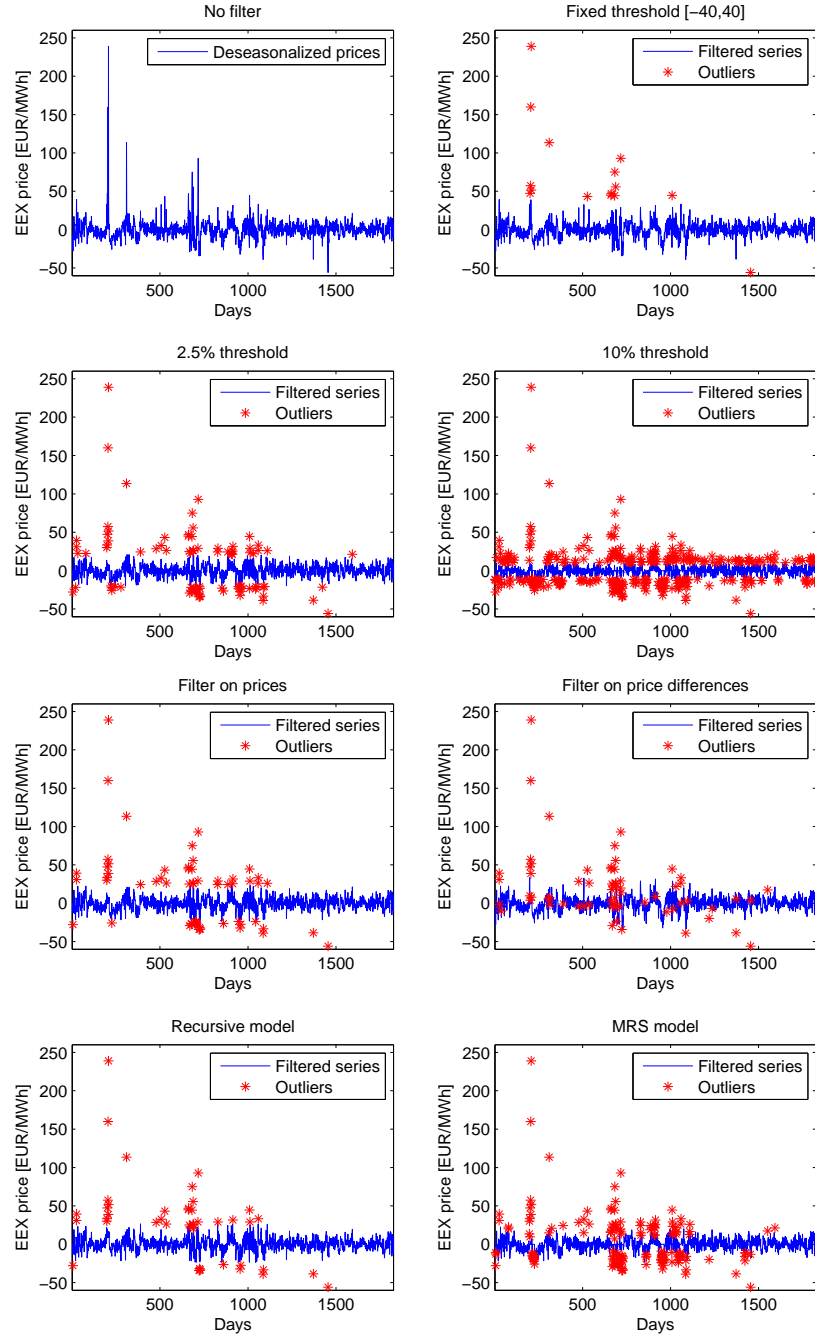 No filter
250
200
150
100
50
0
−50
EEX price [EUR/MWh]
Deseasonalized prices
500 1000 1500
Days
Fixed threshold [−40,40]
250
200
150
100
50
0
−50
EEX price [EUR/MWh]
Filtered series
Outliers
500 1000 1500
Days
2.5% threshold
250
200
150
100
50
0
−50
EEX price [EUR/MWh]
Filtered series
Outliers
500 1000 1500
Days
10% threshold
250
200
150
100
50
0
−50
EEX price [EUR/MWh]
Filtered series
Outliers
500 1000 1500
Days
Filter on prices
250
200
150
100
50
0
−50
EEX price [EUR/MWh]
Filtered series
Outliers
500 1000 1500
Days
Filter on price differences
250
200
150
100
50
0
−50
EEX price [EUR/MWh]
Filtered series
Outliers
500 1000 1500
Days
Recursive model
250
200
150
100
50
0
−50
EEX price [EUR/MWh]
Filtered series
Outliers
500 1000 1500
Days
MRS model
250
200
150
100
50
0
−50
EEX price [EUR/MWh]
Filtered series
Outliers
500 1000 1500
Days